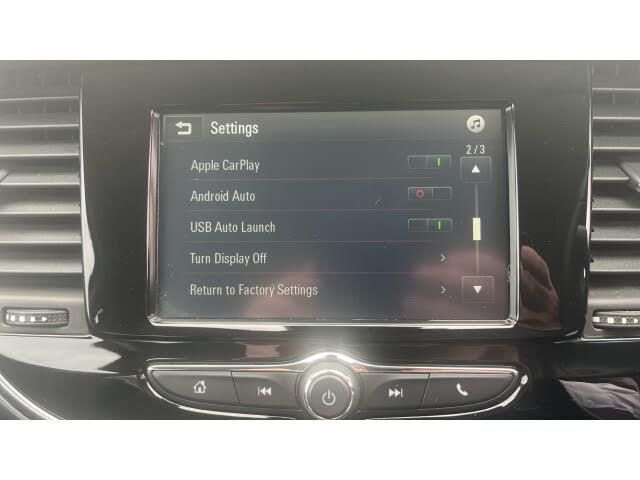 Settings
2/3
Apple CarPlay
Android Auto
USB Auto Launch
Turn Display Off
Return to Factory Settings